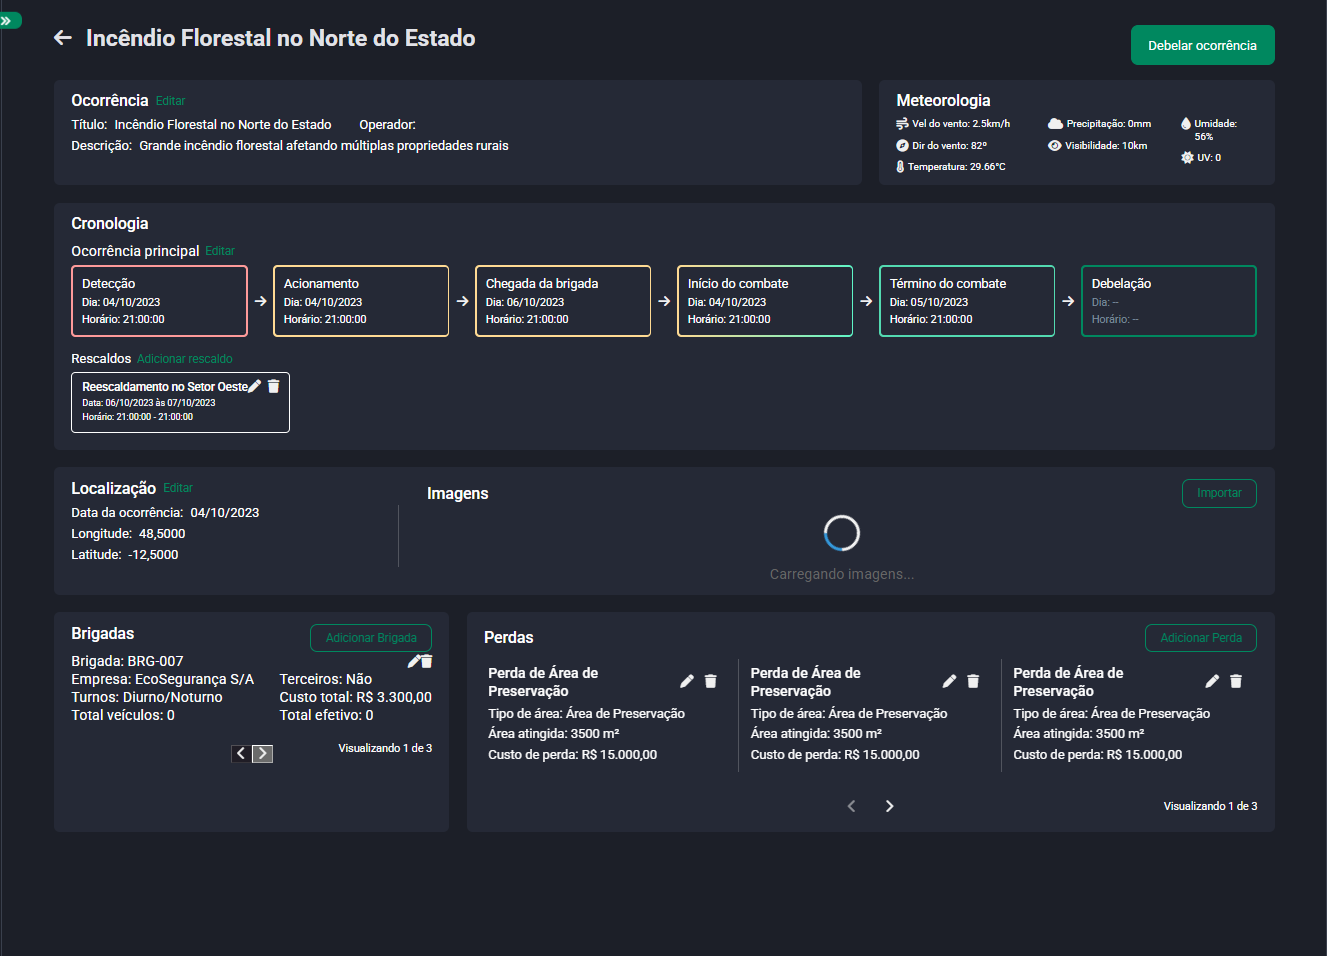 Incêndio Florestal no Norte do Estado
Debelar ocorrência
Ocorrência Editar
Título: Incêndio Florestal no Norte do Estado Operador:
Descrição: Grande incêndio florestal afetando múltiplas propriedades rurais
Meteorologia
Vel do vento: 2.5km/h
Dir do vento: 82º
Temperatura: 29.66°C
Precipitação: 0mm
Visibilidade: 10km
Umidade:
56%
UV: 0
Cronologia
Ocorrência principal Editar
Detecção
Dia: 04/10/2023
Horário: 21:00:00
Acionamento
Dia: 04/10/2023
Horário: 21:00:00
Chegada da brigada
Dia: 06/10/2023
Horário: 21:00:00
Início do combate
Dia: 04/10/2023
Horário: 21:00:00
Término do combate
Dia: 05/10/2023
Horário: 21:00:00
Debelação
Dia: --
Horário: --
Rescaldos Adicionar rescaldo
Reescaldamento no Setor Oeste
Data: 06/10/2023 às 07/10/2023
Horário: 21:00:00 - 21:00:00
Localização Editar
Data da ocorrência: 04/10/2023
Longitude: 48,5000
Latitude: -12,5000
Imagens
Importar
Carregando imagens...
Brigadas
Adicionar Brigada
Brigada: BRG-007
Empresa: EcoSegurança S/A Terceiros: Não
Turnos: Diurno/Noturno Custo total: R$ 3.300,00
Total veículos: 0 Total efetivo: 0
Visualizando 1 de 3
Perdas
Adicionar Perda
Perda de Área de
Preservação
Tipo de área: Área de Preservação
Área atingida: 3500 m²
Custo de perda: R$ 15.000,00
Perda de Área de
Preservação
Tipo de área: Área de Preservação
Área atingida: 3500 m²
Custo de perda: R$ 15.000,00
Perda de Área de
Preservação
Tipo de área: Área de Preservação
Área atingida: 3500 m²
Custo de perda: R$ 15.000,00
Visualizando 1 de 3